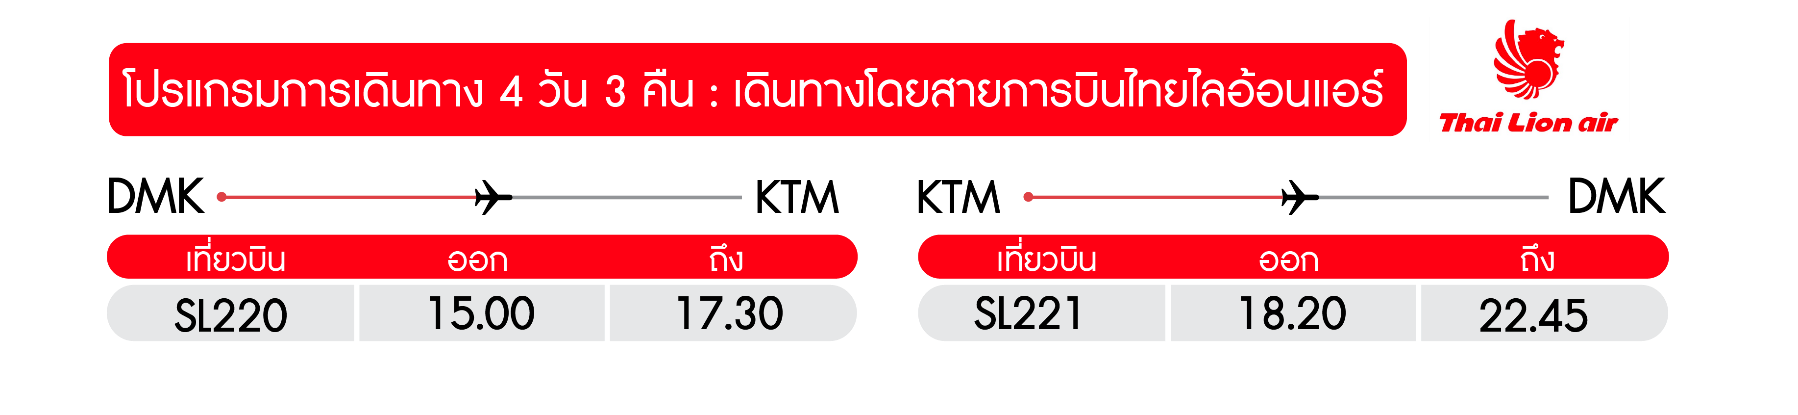 โปรแกรมการเดินทาง 4 วัน 3 คืน : เดินทางโดยสายการบินไทยไลอ้อนแอร์
Thai Lion air
DMK KTM
เที่ยวบิน ออก ถึง
SL220 15.00 17.30
KTM DMK
เที่ยวบิน ออก ถึง
SL221 18.20 22.45